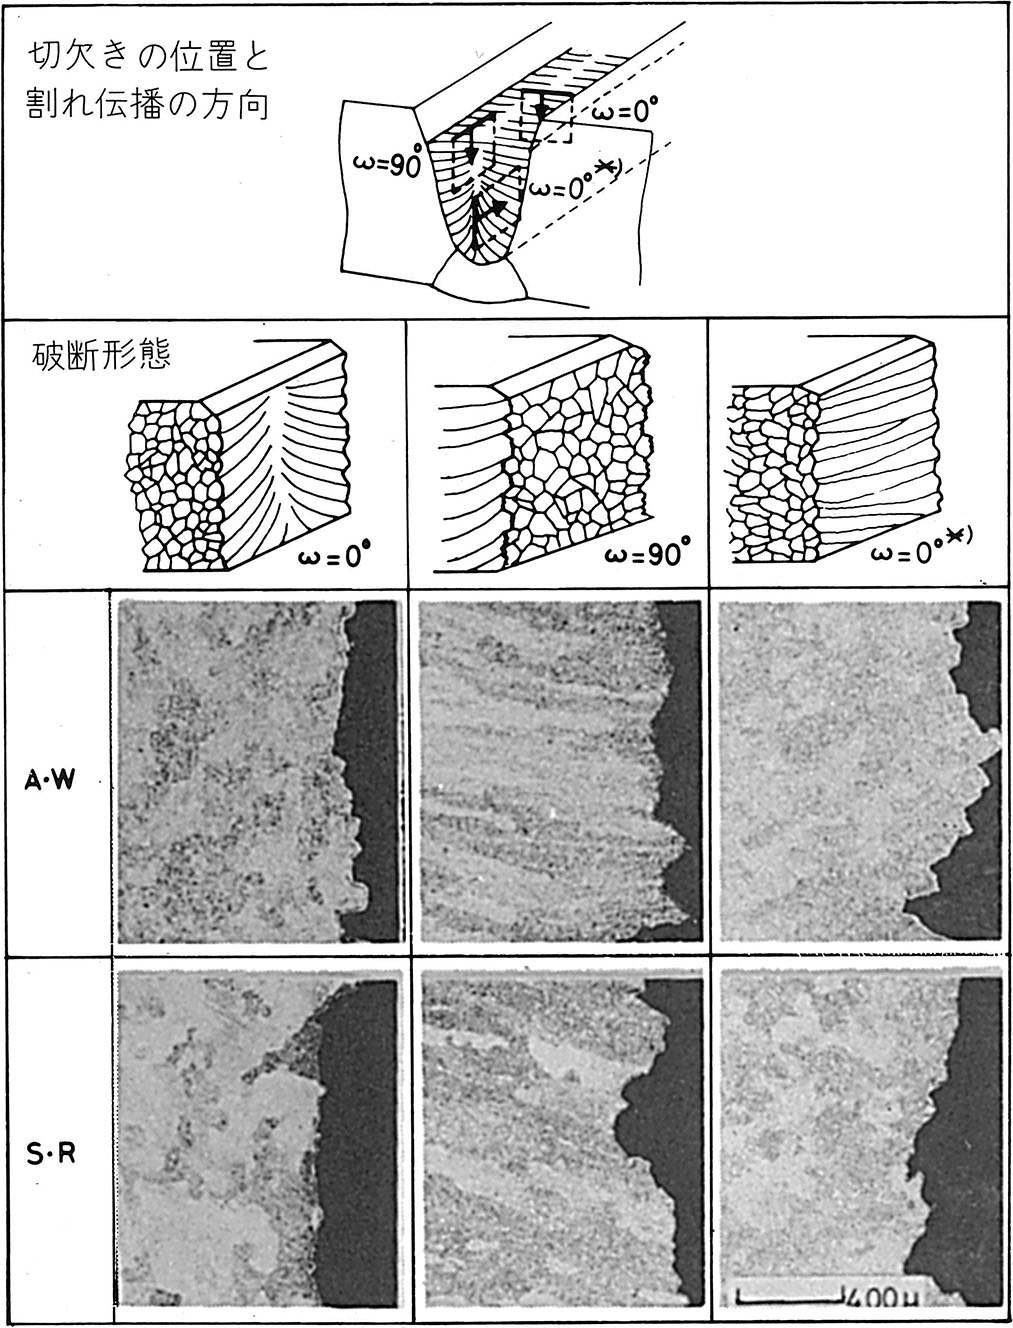 切欠きの位置と
割れ伝播の方向
ω=0°
ω=90°
ω=0°*)
破断形態
ω=0°
ω=90°
ω=0°*)
A・W
S・R
400μ